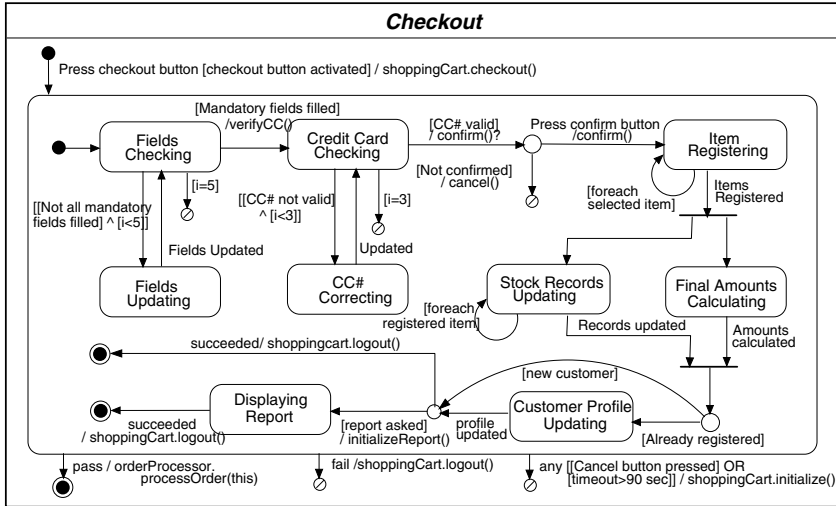 Checkout
Press checkout button [checkout button activated] / shoppingCart.checkout()
[Mandatory fields filled]
/verifyCC()
[CC# valid]
/ confirm()?
Press confirm button
/confirm()
Fields
Checking
Credit Card
Checking
Item
Registering
[Not confirmed]
/ cancel()
[i=5]
[i=3]
[foreach
selected item]
Items
Registered
[[Not all mandatory
fields filled] ^ [i<5]]
[[CC# not valid]
^ [i<3]]
Fields Updated
Updated
Fields
Updating
CC#
Correcting
Stock Records
Updating
Final Amounts
Calculating
[foreach
registered item]
Records updated
Amounts
calculated
succeeded/ shoppingcart.logout()
[new customer]
Displaying
Report
Customer Profile
Updating
succeeded
/ shoppingCart.logout()
[report asked]
/ initializeReport()
profile
updated
[Already registered]
pass / orderProcessor.
processOrder(this)
fail /shoppingCart.logout()
any [[Cancel button pressed] OR
[timeout>90 sec]] / shoppingCart.initialize()